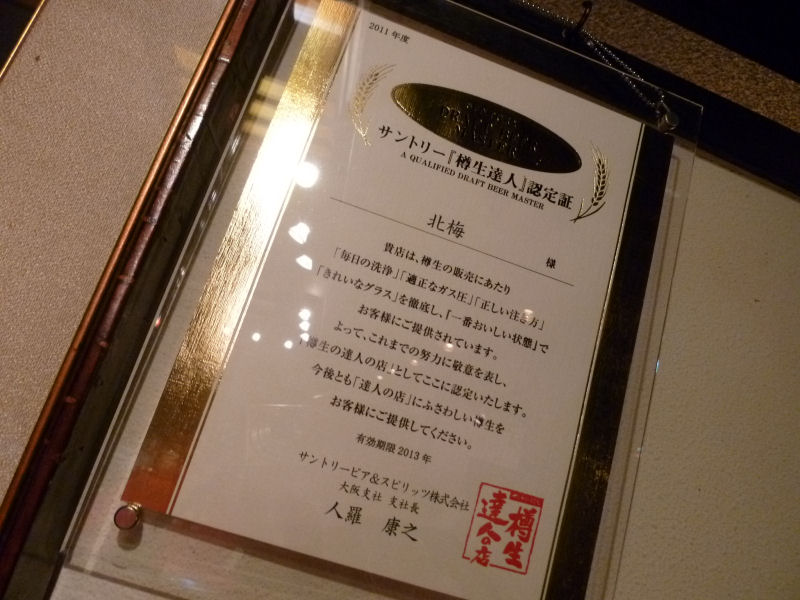 2011年度
サントリー『樽生達人』認定証
A QUALIFIED DRAFT BEER MASTER
北梅
様
貴店は、樽生の販売にあたり
「毎日の洗浄」「適正なガス圧」「正しい注ぎ方」
「きれいなグラス」を徹底し、「一番おいしい状態」で
お客様にご提供されています。
よって、これまでの努力に敬意を表し、
「樽生の達人の店」としてここに認定いたします。
今後とも「達人の店」にふさわしい樽生を
お客様にご提供してください。
有効期限2013年
サントリービア&スピリッツ株式会社
大阪支社 支社長
人羅 康之
樽生
達人の店